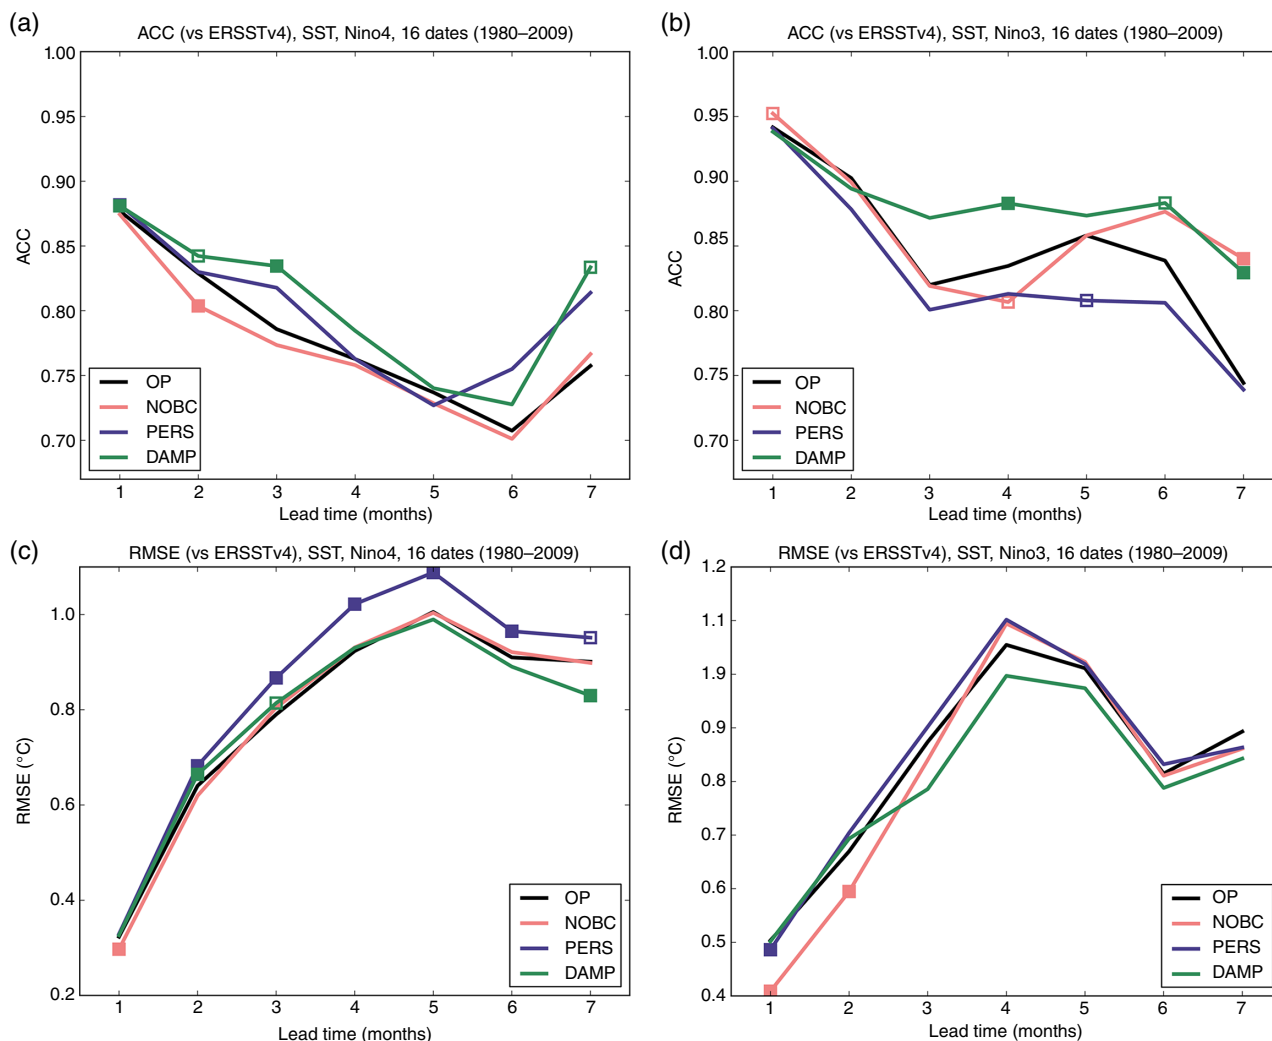 (a)
ACC (vs ERSSTv4), SST, Nino4, 16 dates (1980–2009)
1.00
0.95
0.90
0.85
0.80
0.75
0.70
ACC
OP
NOBC
PERS
DAMP
1 2 3 4 5 6 7
Lead time (months)
(b)
ACC (vs ERSSTv4), SST, Nino3, 16 dates (1980–2009)
1.00
0.95
0.90
0.85
0.80
0.75
0.70
ACC
OP
NOBC
PERS
DAMP
1 2 3 4 5 6 7
Lead time (months)
(c)
RMSE (vs ERSSTv4), SST, Nino4, 16 dates (1980–2009)
1.0
0.8
0.6
0.4
0.2
RMSE (°C)
OP
NOBC
PERS
DAMP
1 2 3 4 5 6 7
Lead time (months)
(d)
RMSE (vs ERSSTv4), SST, Nino3, 16 dates (1980–2009)
1.2
1.1
1.9
0.9
0.8
0.7
0.6
0.5
0.4
RMSE (°C)
OP
NOBC
PERS
DAMP
1 2 3 4 5 6 7
Lead time (months)